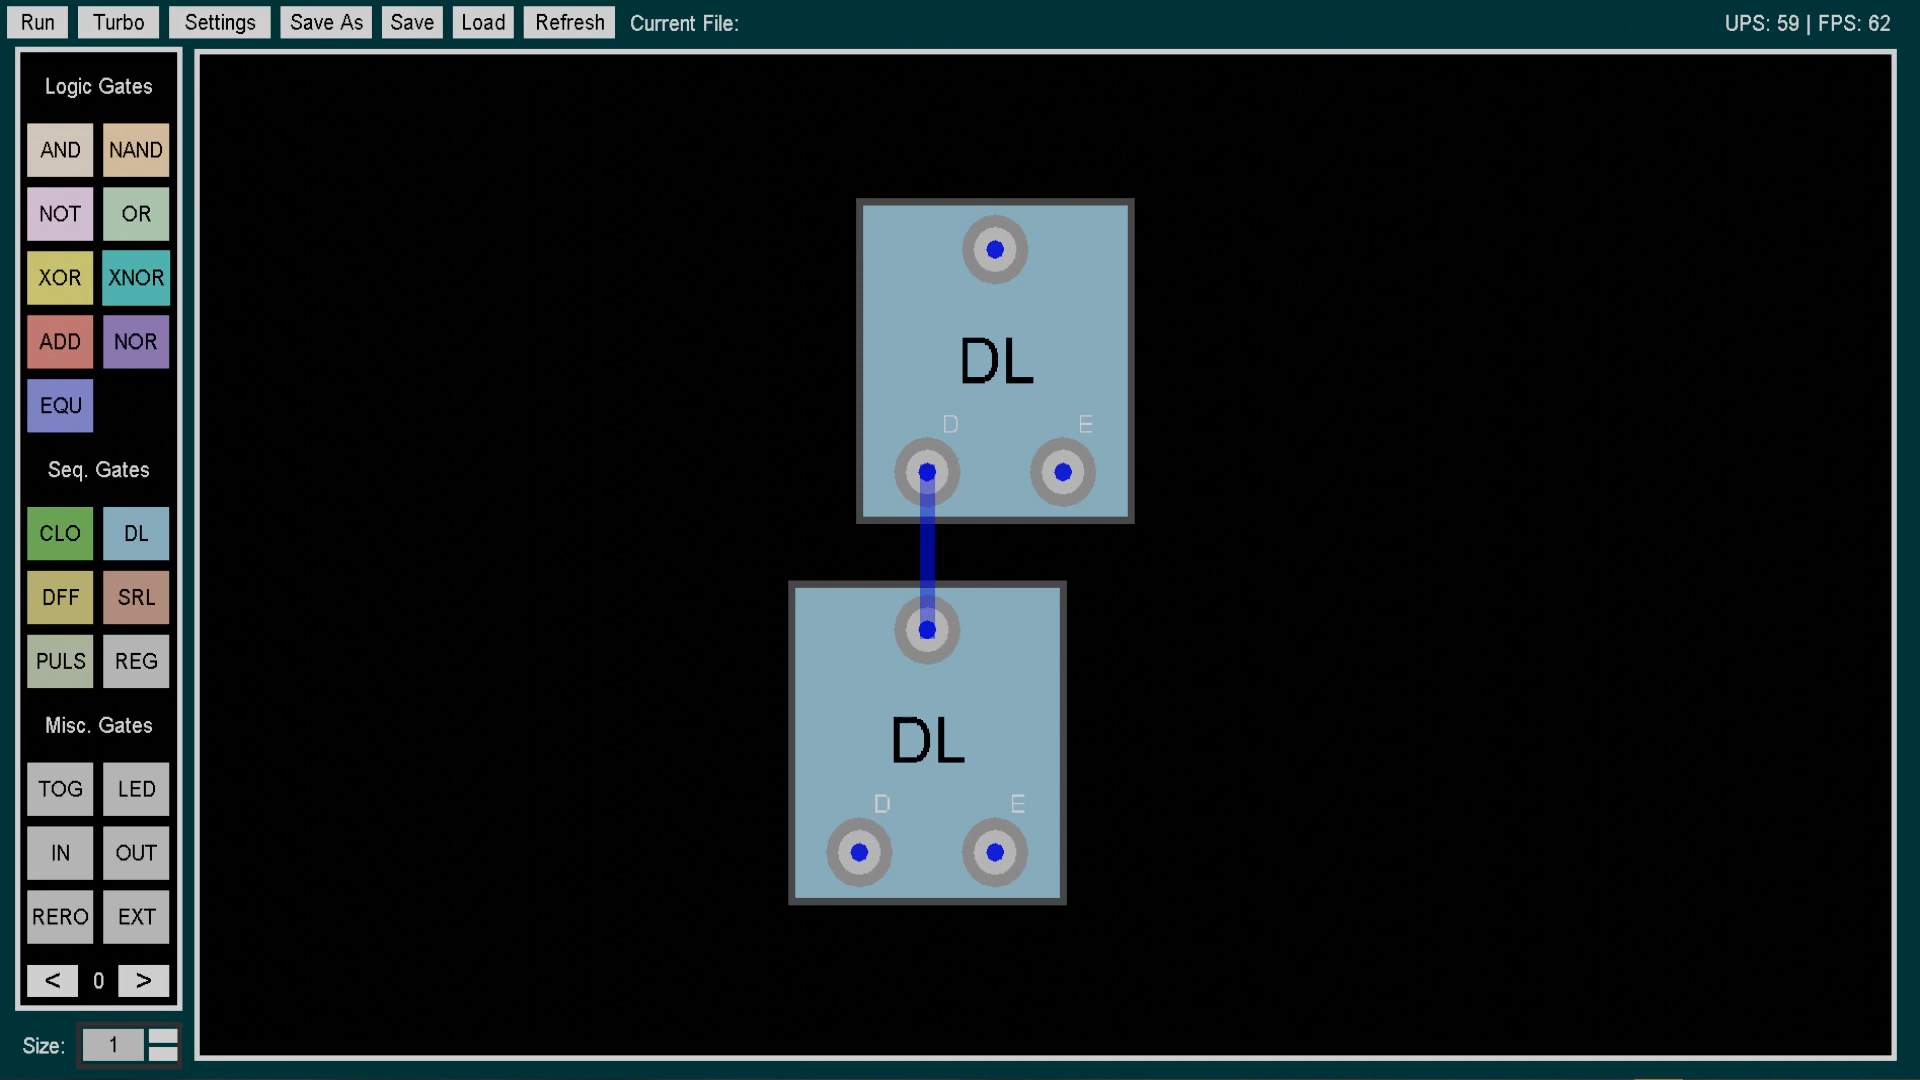 Run Turbo Settings Save As Save Load Refresh Current File: UPS: 59 | FPS: 62
Logic Gates
AND NAND
NOT OR
XOR XNOR
ADD NOR
EQU
Seq. Gates
CLO DL
DFF SRL
PULS REG
Misc. Gates
TOG LED
IN OUT
RERO EXT
< 0 >
Size: 1
DL
D E
DL
D E